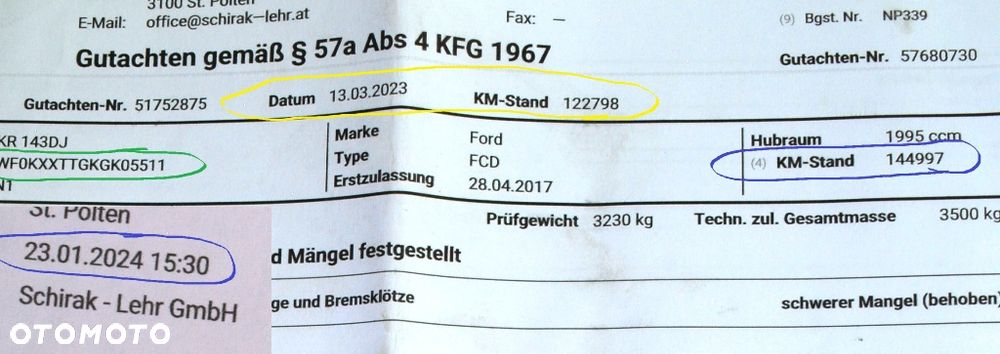 3100 St. Pölten
E-Mail: office@schirak-lehr.at Fax: — (9) Bgst. Nr. NP339
Gutachten gemäß § 57a Abs 4 KFG 1967
Gutachten-Nr. 57680730
Gutachten-Nr. 51752875 Datum 13.03.2023 KM-Stand 122798
KR 143DJ Marke Ford Hubraum 1995 ccm
WF0KXXTTGKGK05511 Type FCD (4) KM-Stand 144997
N1 Erstzulassung 28.04.2017
St. Pölten Prüfgewicht 3230 kg Techn. zul. Gesamtmasse 3500 kg
23.01.2024 15:30 d Mängel festgestellt
Schirak - Lehr GmbH ge und Bremsklötze schwerer Mangel (behoben)
OTOMOTO